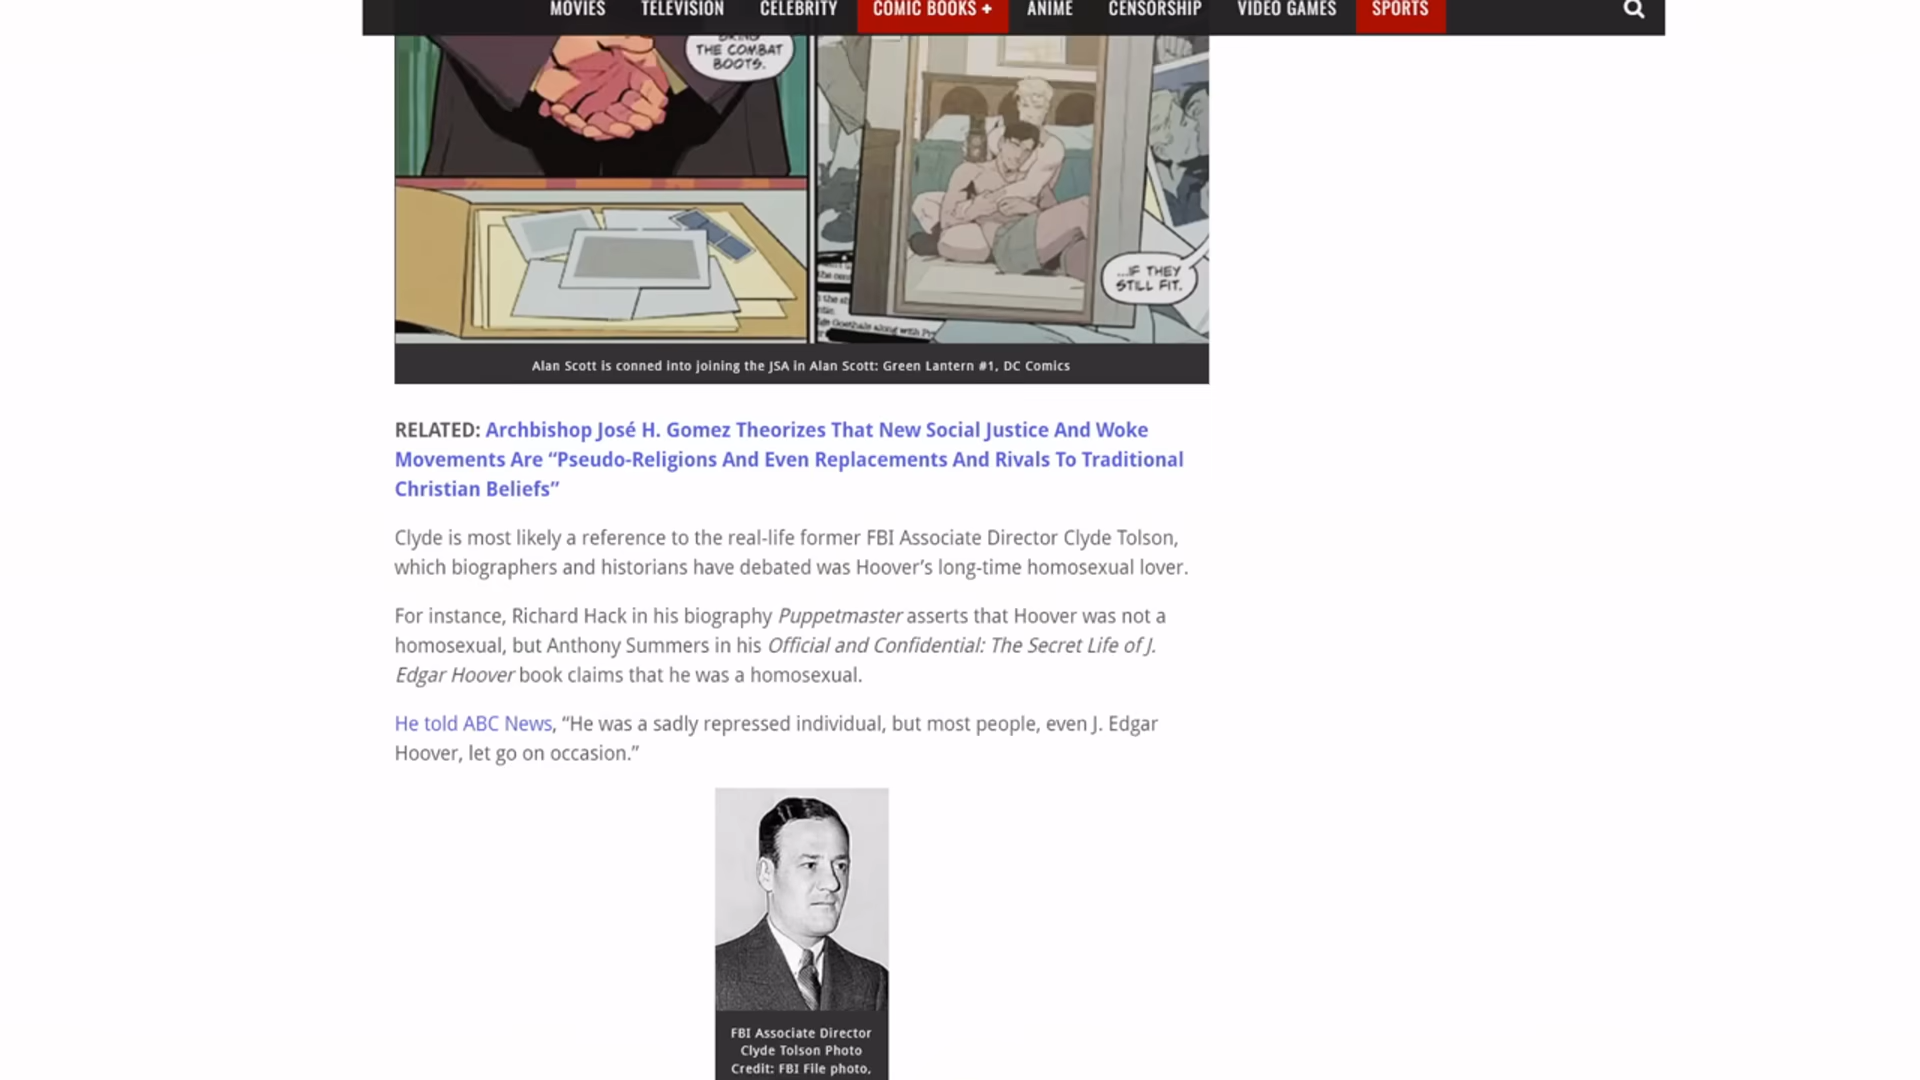 MOVIES TELEVISION CELEBRITY COMIC BOOKS + ANIME CENSORSHIP VIDEO GAMES SPORTS
BRING
THE COMBAT
BOOTS.
...IF THEY
STILL FIT.
Alan Scott is conned into joining the JSA in Alan Scott: Green Lantern #1, DC Comics
RELATED: Archbishop José H. Gomez Theorizes That New Social Justice And Woke
Movements Are “Pseudo-Religions And Even Replacements And Rivals To Traditional
Christian Beliefs”
Clyde is most likely a reference to the real-life former FBI Associate Director Clyde Tolson,
which biographers and historians have debated was Hoover’s long-time homosexual lover.
For instance, Richard Hack in his biography Puppetmaster asserts that Hoover was not a
homosexual, but Anthony Summers in his Official and Confidential: The Secret Life of J.
Edgar Hoover book claims that he was a homosexual.
He told ABC News, “He was a sadly repressed individual, but most people, even J. Edgar
Hoover, let go on occasion.”
FBI Associate Director
Clyde Tolson Photo
Credit: FBI File photo,